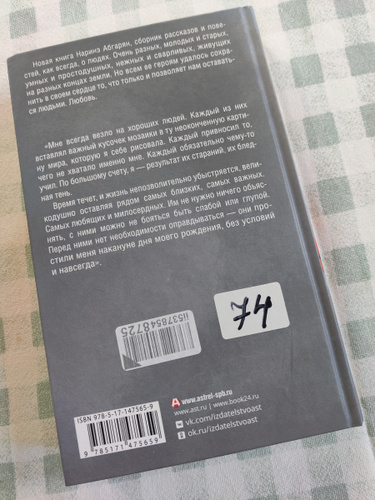 Новая книга Наринэ Абгарян, сборник рассказов и пове-
стей, как всегда, о людях. Очень разных, молодых и старых,
умных и простодушных, нежных и сварливых, живущих
на разных концах земли. Но всем ее героям удалось сохра-
нить в своем сердце то, что только и позволяет нам оставать-
ся людьми. Любовь.
«Мне всегда везло на хороших людей. Каждый из них
вставлял важный кусочек мозаики в ту неоконченную карти-
ну мира, которую я себе рисовала. Каждый привносил то,
чего не хватало именно мне. Каждый обязательно чему-то
учил. По большому счету, я — результат их стараний, их блед-
ная тень.
Время течет, и жизнь непозволительно убыстряется, вели-
кодушно оставляя рядом самых близких, самых важных.
Самых любящих и милосердных. Им не нужно ничего объяс-
нять, с ними можно не бояться быть слабой или глупой.
Перед ними нет необходимости оправдываться — они про-
стили меня накануне дня моего рождения, без условий
и навсегда».
ii5378548725
74
ISBN 978-5-17-147565-9
9 785171 475659
www.astrel-spb.ru
www.ast.ru | www.book24.ru
vk.com/izdatelstvoast
ok.ru/izdatelstvoast